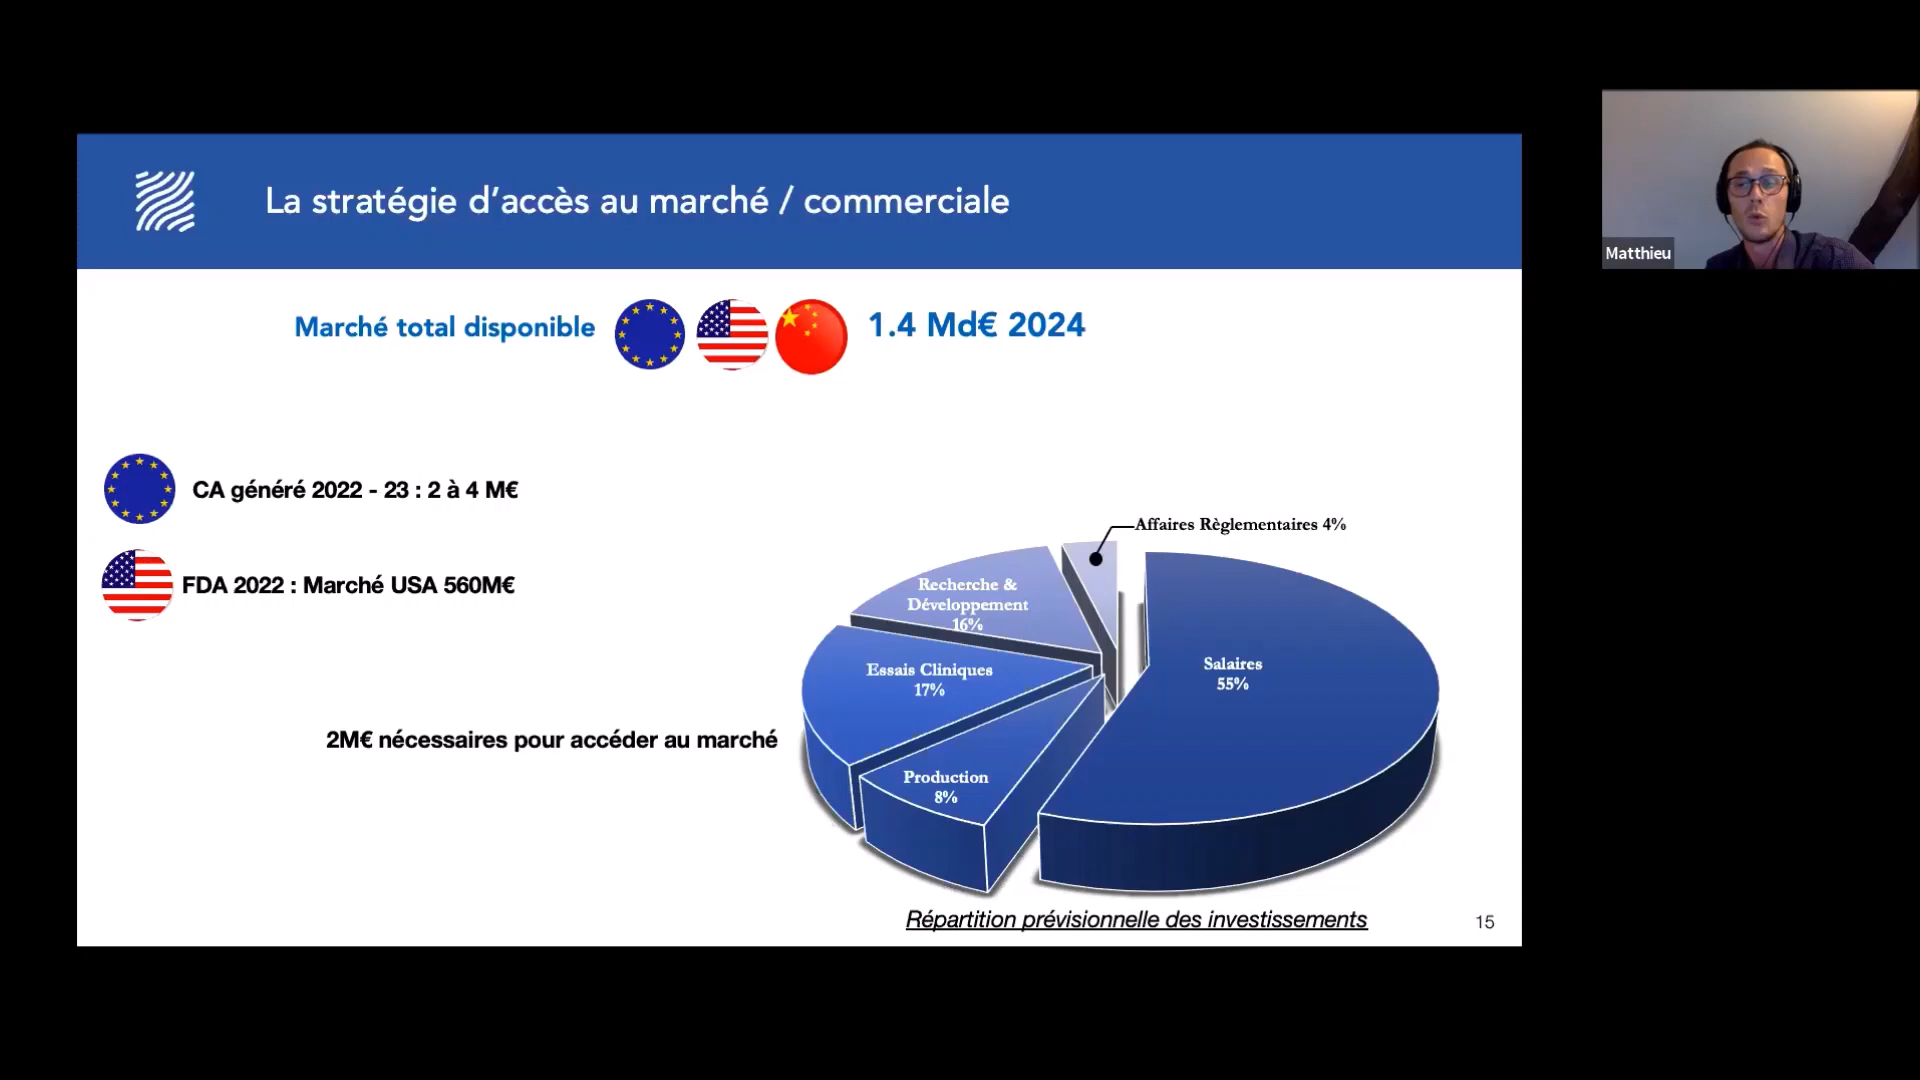 La stratégie d'accès au marché / commerciale
Matthieu
Marché total disponible
1.4 Md€ 2024
CA généré 2022 - 23 : 2 à 4 M€
FDA 2022 : Marché USA 560M€
2M€ nécessaires pour accéder au marché
Affaires Règlementaires 4%
Recherche &
Développement
16%
Essais Cliniques
17%
Salaires
55%
Production
8%
Répartition prévisionnelle des investissements
15